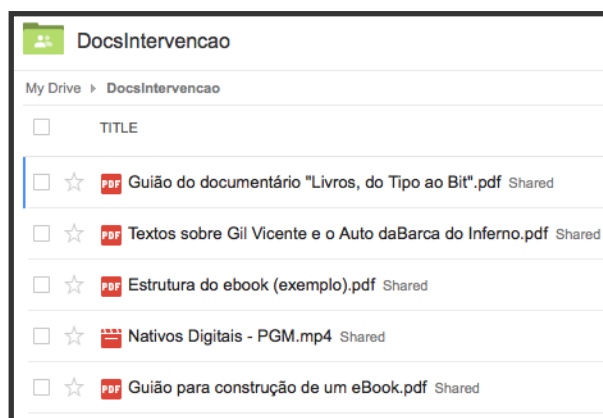 DocsIntervencao
My Drive DocsIntervencao
TITLE
PDF Guião do documentário "Livros, do Tipo ao Bit".pdf Shared
PDF Textos sobre Gil Vicente e o Auto daBarca do Inferno.pdf Shared
PDF Estrutura do ebook (exemplo).pdf Shared
Nativos Digitais - PGM.mp4 Shared
PDF Guião para construção de um eBook.pdf Shared